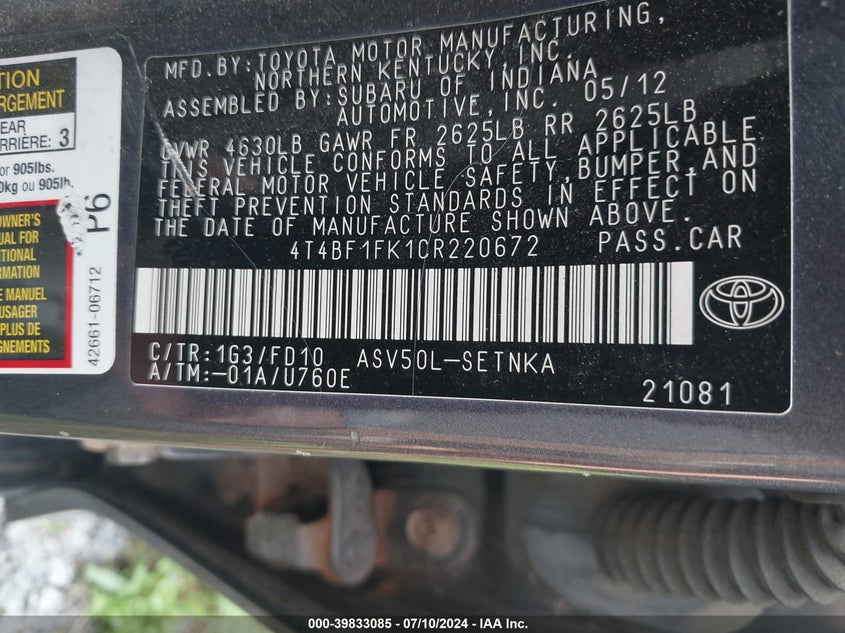 TION
RGEMENT
EAR
RRIÈRE: 3
or 905lbs.
0kg ou 905lb
P6
OWNER'S
UAL FOR
ITIONAL
RMATION
E MANUEL
USAGER
PLUS DE
GNEMENTS
42661-06712
MFD.BY:TOYOTA MOTOR MANUFACTURING,
NORTHERN KENTUCKY,INC.
ASSEMBLED BY:SUBARU OF INDIANA
AUTOMOTIVE,INC. 05/12
GVWR 4630LB GAWR FR 2625LB RR 2625LB
THIS VEHICLE CONFORMS TO ALL APPLICABLE
FEDERAL MOTOR VEHICLE SAFETY,BUMPER,AND
THEFT PREVENTION STANDARDS IN EFFECT ON
THE DATE OF MANUFACTURE SHOWN ABOVE.
4T4BF1FK1CR220672 PASS.CAR
C/TR:1G3/FD10 ASV50L-SETNKA
A/TM:-01A/U760E
21081
000-39833085 - 07/10/2024 - IAA Inc.